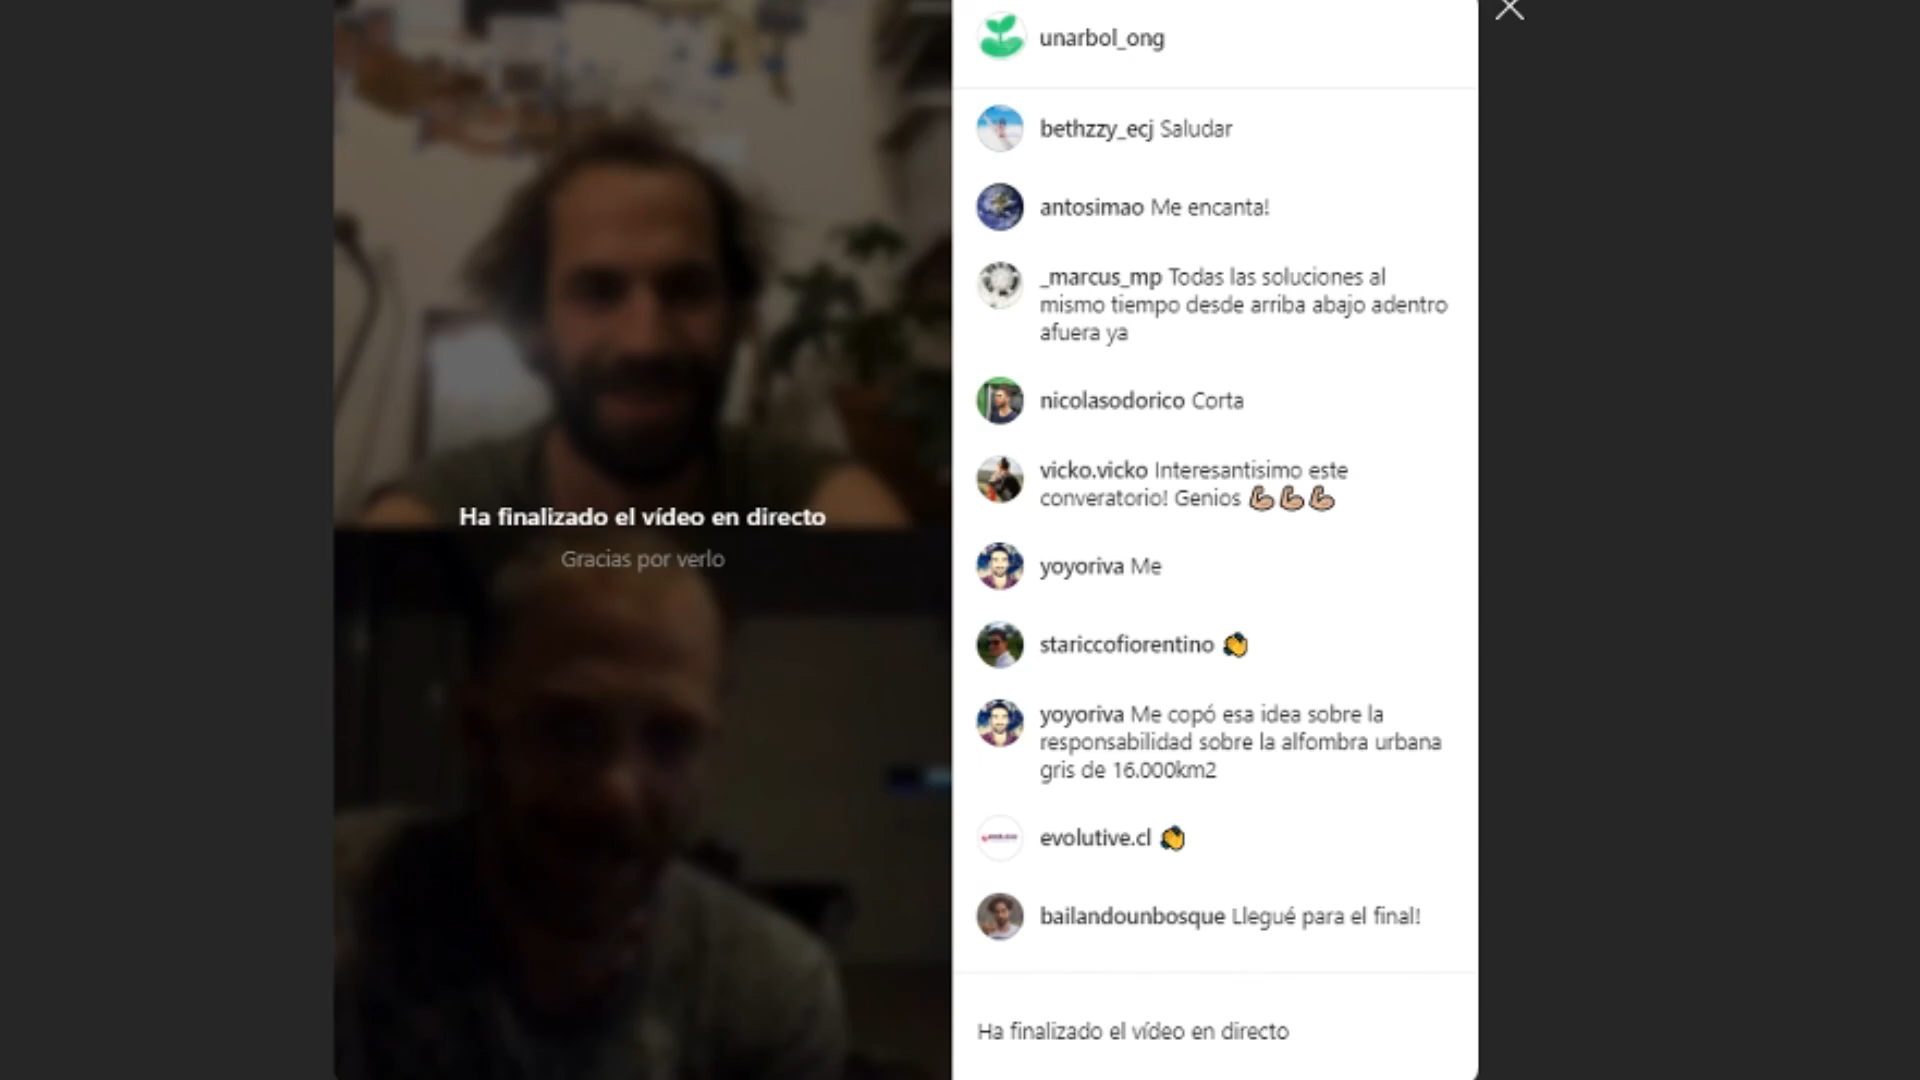 unarbol_ong
bethzzy_ecj Saludar
antosimao Me encanta!
_marcus_mp Todas las soluciones al
mismo tiempo desde arriba abajo adentro
afuera ya
nicolasodorico Corta
vicko.vicko Interesantisimo este
converatorio! Genios 💪🏼💪🏼💪🏼
yoyoriva Me
stariccofiorentino 👏
yoyoriva Me copó esa idea sobre la
responsabilidad sobre la alfombra urbana
gris de 16.000km2
evolutive.cl 👏
bailandounbosque Llegué para el final!
Ha finalizado el vídeo en directo
Ha finalizado el vídeo en directo
Gracias por verlo